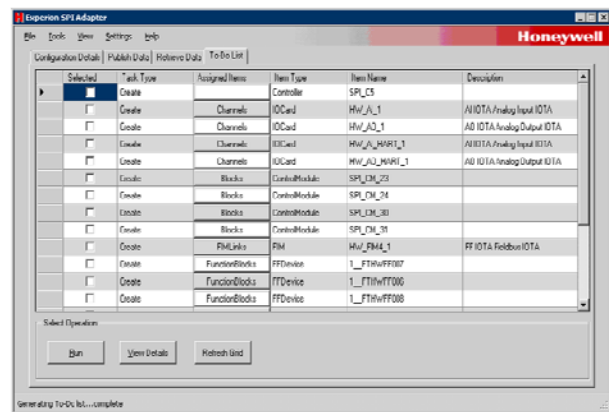 Experion SPI Adapter
File Tools View Settings Help
Honeywell
Configuration Details Publish Data Retrieve Data To-Do List
Selected Task Type Assigned Items Item Type Item Name Description
Create Controller SPI_C5
Create Channels IOCard HW_AI_1 AI IOTA Analog Input IOTA
Create Channels IOCard HW_AO_1 AO IOTA Analog Output IOTA
Create Channels IOCard HW_AI_HART_1 AI IOTA Analog Input IOTA
Create Channels IOCard HW_AO_HART_1 AO IOTA Analog Output IOTA
Create Blocks ControlModule SPI_CM_23
Create Blocks ControlModule SPI_CM_24
Create Blocks ControlModule SPI_CM_30
Create Blocks ControlModule SPI_CM_31
Create FIMLinks FIM HW_FIM4_1 FF IOTA Fieldbus IOTA
Create FunctionBlocks FFDevice 1__FTHWFF007
Create FunctionBlocks FFDevice 1__FTHWFF006
Create FunctionBlocks FFDevice 1__FTHWFF008
Select Operation
Run View Details Refresh Grid
Generating To-Do list...complete